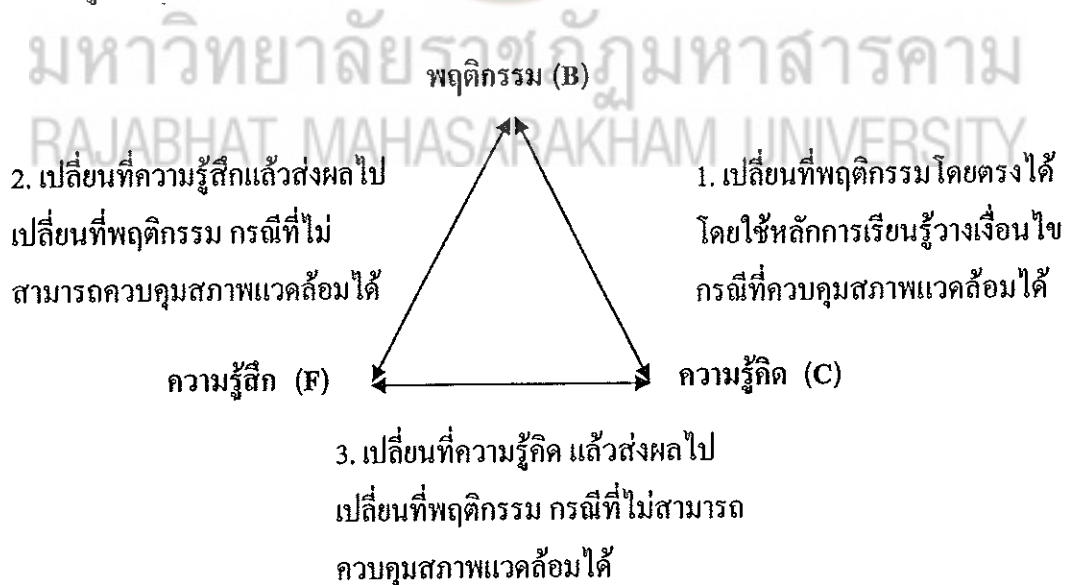 มหาวิทยาลัยราชภัฏมหาสารคาม
RAJABHAT MAHASARAKHAM UNIVERSITY
พฤติกรรม (B)
2. เปลี่ยนที่ความรู้สึกแล้วส่งผลไป
เปลี่ยนที่พฤติกรรม กรณีที่ไม่
สามารถควบคุมสภาพแวดล้อมได้
1. เปลี่ยนที่พฤติกรรมโดยตรงได้
โดยใช้หลักการเรียนรู้วางเงื่อนไข
กรณีที่ควบคุมสภาพแวดล้อมได้
ความรู้สึก (F)
ความรู้คิด (C)
3. เปลี่ยนที่ความรู้คิด แล้วส่งผลไป
เปลี่ยนที่พฤติกรรม กรณีที่ไม่สามารถ
ควบคุมสภาพแวดล้อมได้